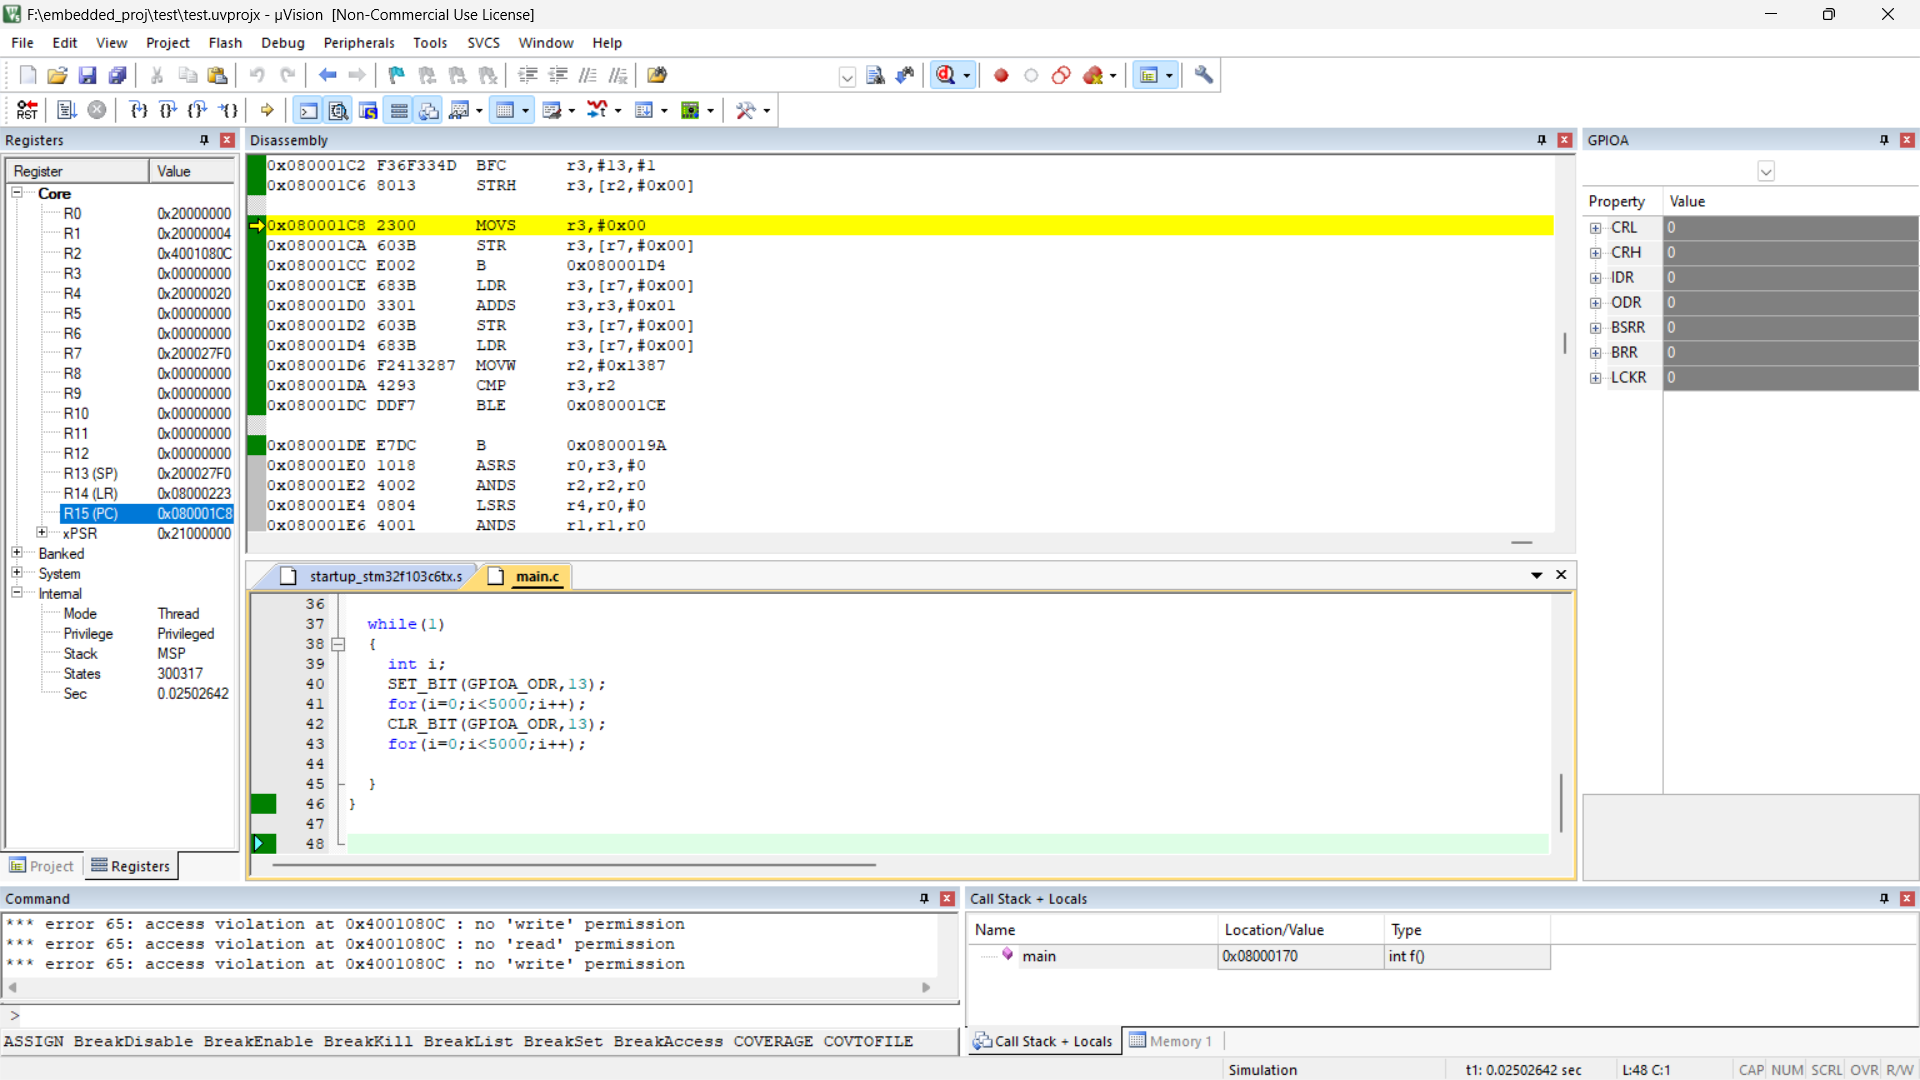 F:\embedded_proj\test\test.uvprojx - µVision [Non-Commercial Use License]
File Edit View Project Flash Debug Peripherals Tools SVCS Window Help
RST
Registers
Register Value
Core
R0 0x20000000
R1 0x20000004
R2 0x4001080C
R3 0x00000000
R4 0x20000020
R5 0x00000000
R6 0x00000000
R7 0x200027F0
R8 0x00000000
R9 0x00000000
R10 0x00000000
R11 0x00000000
R12 0x00000000
R13 (SP) 0x200027F0
R14 (LR) 0x08000223
R15 (PC) 0x080001C8
xPSR 0x21000000
Banked
System
Internal
Mode Thread
Privilege Privileged
Stack MSP
States 300317
Sec 0.02502642
Project Registers
Disassembly
0x080001C2 F36F334D BFC r3,#13,#1
0x080001C6 8013 STRH r3,[r2,#0x00]
0x080001C8 2300 MOVS r3,#0x00
0x080001CA 603B STR r3,[r7,#0x00]
0x080001CC E002 B 0x080001D4
0x080001CE 683B LDR r3,[r7,#0x00]
0x080001D0 3301 ADDS r3,r3,#0x01
0x080001D2 603B STR r3,[r7,#0x00]
0x080001D4 683B LDR r3,[r7,#0x00]
0x080001D6 F2413287 MOVW r2,#0x1387
0x080001DA 4293 CMP r3,r2
0x080001DC DDF7 BLE 0x080001CE
0x080001DE E7DC B 0x0800019A
0x080001E0 1018 ASRS r0,r3,#0
0x080001E2 4002 ANDS r2,r2,r0
0x080001E4 0804 LSRS r4,r0,#0
0x080001E6 4001 ANDS r1,r1,r0
startup_stm32f103c6tx.s main.c
36
37 while(1)
38 {
39 int i;
40 SET_BIT(GPIOA_ODR,13);
41 for(i=0;i<5000;i++);
42 CLR_BIT(GPIOA_ODR,13);
43 for(i=0;i<5000;i++);
44
45 }
46 }
47
48
GPIOA
Property Value
CRL 0
CRH 0
IDR 0
ODR 0
BSRR 0
BRR 0
LCKR 0
Command
*** error 65: access violation at 0x4001080C : no 'write' permission
*** error 65: access violation at 0x4001080C : no 'read' permission
*** error 65: access violation at 0x4001080C : no 'write' permission
>
ASSIGN BreakDisable BreakEnable BreakKill BreakList BreakSet BreakAccess COVERAGE COVTOFILE
Call Stack + Locals
Name Location/Value Type
main 0x08000170 int f()
Call Stack + Locals Memory 1
Simulation t1: 0.02502642 sec L:48 C:1 CAP NUM SCRL OVR R/W